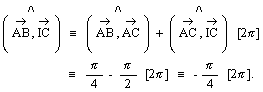 (AB→, IC→)^ ≡ (AB→, AC→)^ + (AC→, IC→)^ [2π]
≡ π/4 - π/2 [2π] ≡ - π/4 [2π].